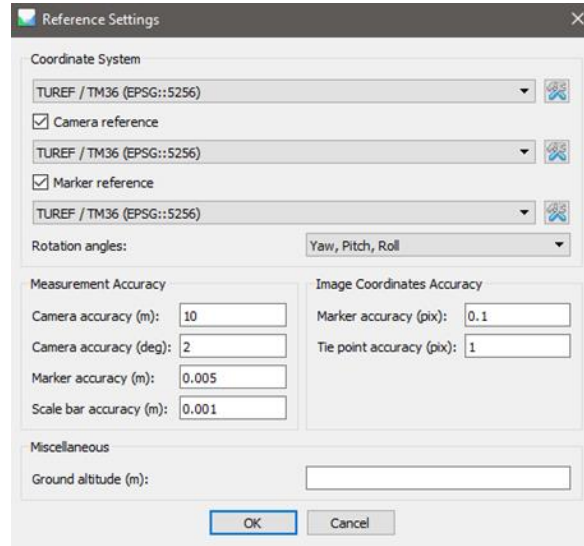 Reference Settings
Coordinate System
TUREF / TM36 (EPSG::5256)
Camera reference
TUREF / TM36 (EPSG::5256)
Marker reference
TUREF / TM36 (EPSG::5256)
Rotation angles: Yaw, Pitch, Roll
Measurement Accuracy
Camera accuracy (m): 10
Camera accuracy (deg): 2
Marker accuracy (m): 0.005
Scale bar accuracy (m): 0.001
Image Coordinates Accuracy
Marker accuracy (pix): 0.1
Tie point accuracy (pix): 1
Miscellaneous
Ground altitude (m):
OK Cancel